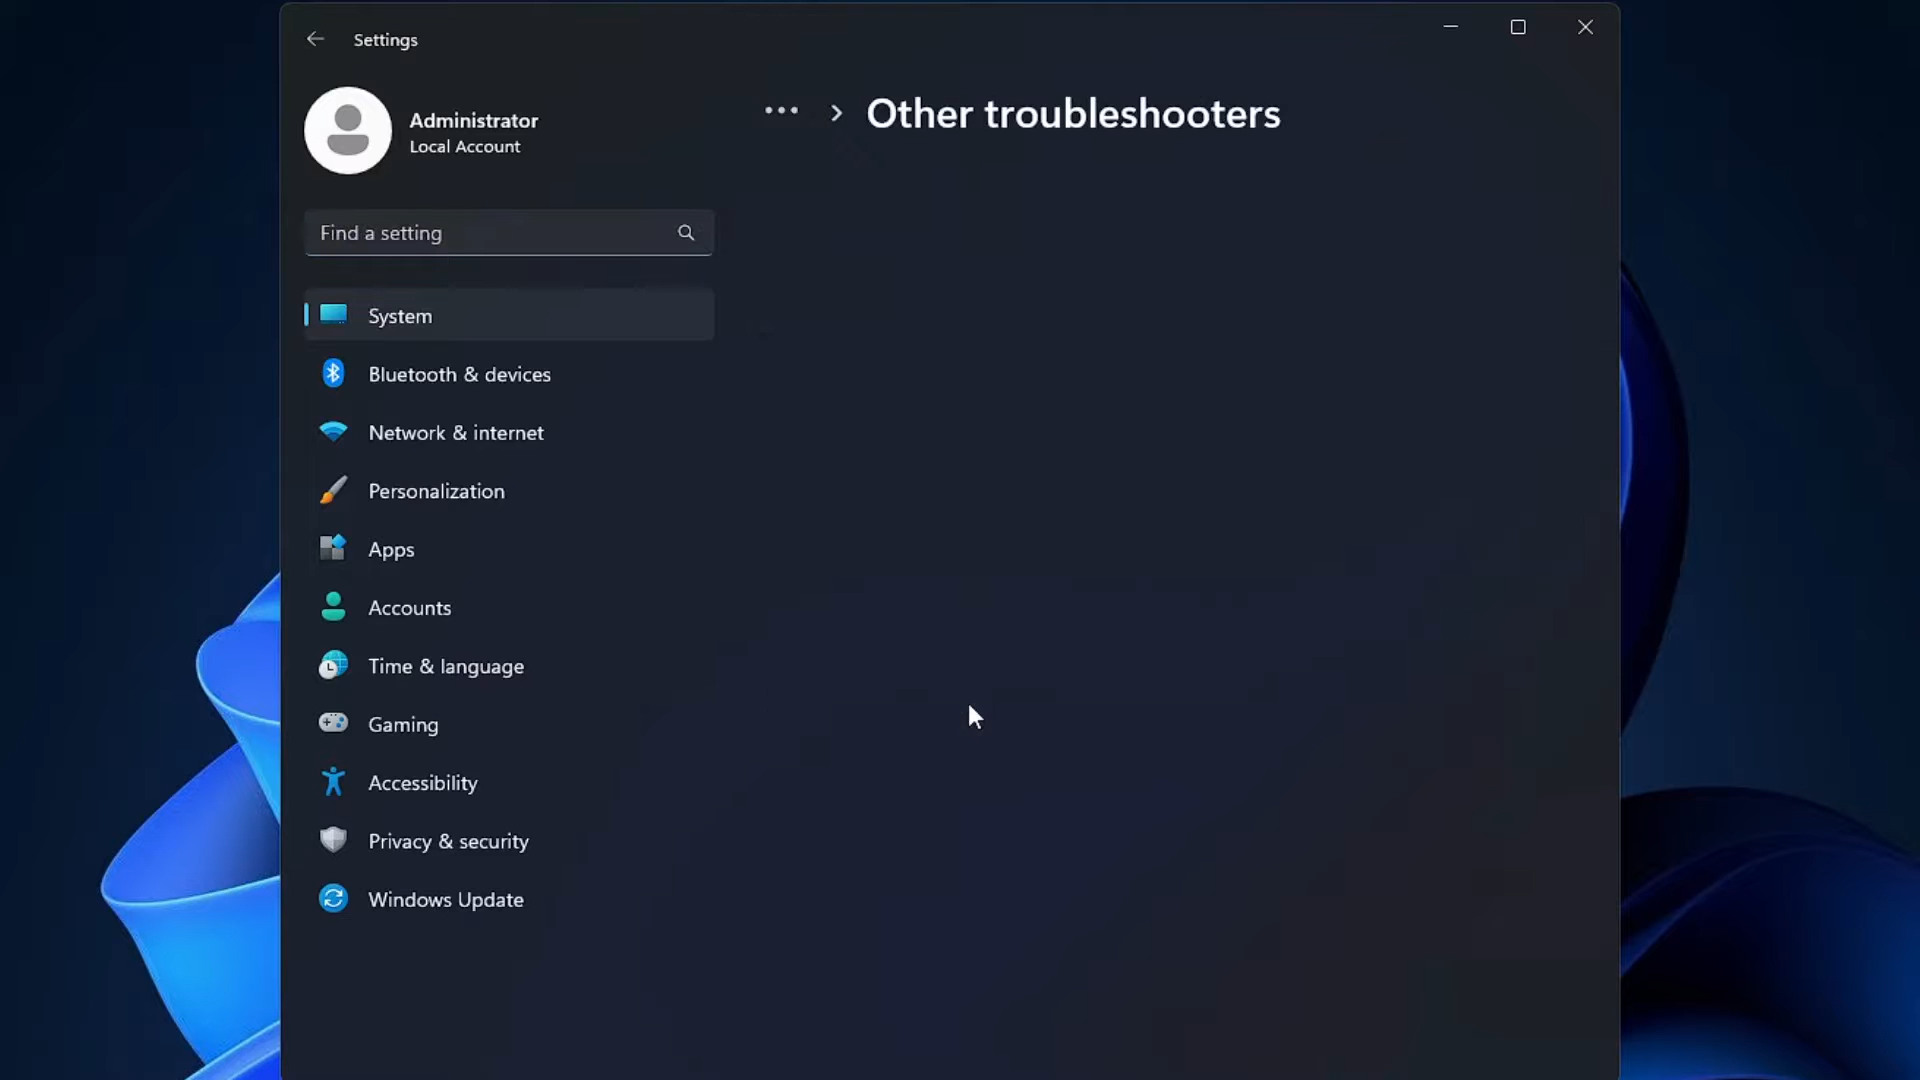 Settings
Administrator
Local Account
Find a setting
System
Bluetooth & devices
Network & internet
Personalization
Apps
Accounts
Time & language
Gaming
Accessibility
Privacy & security
Windows Update
... > Other troubleshooters